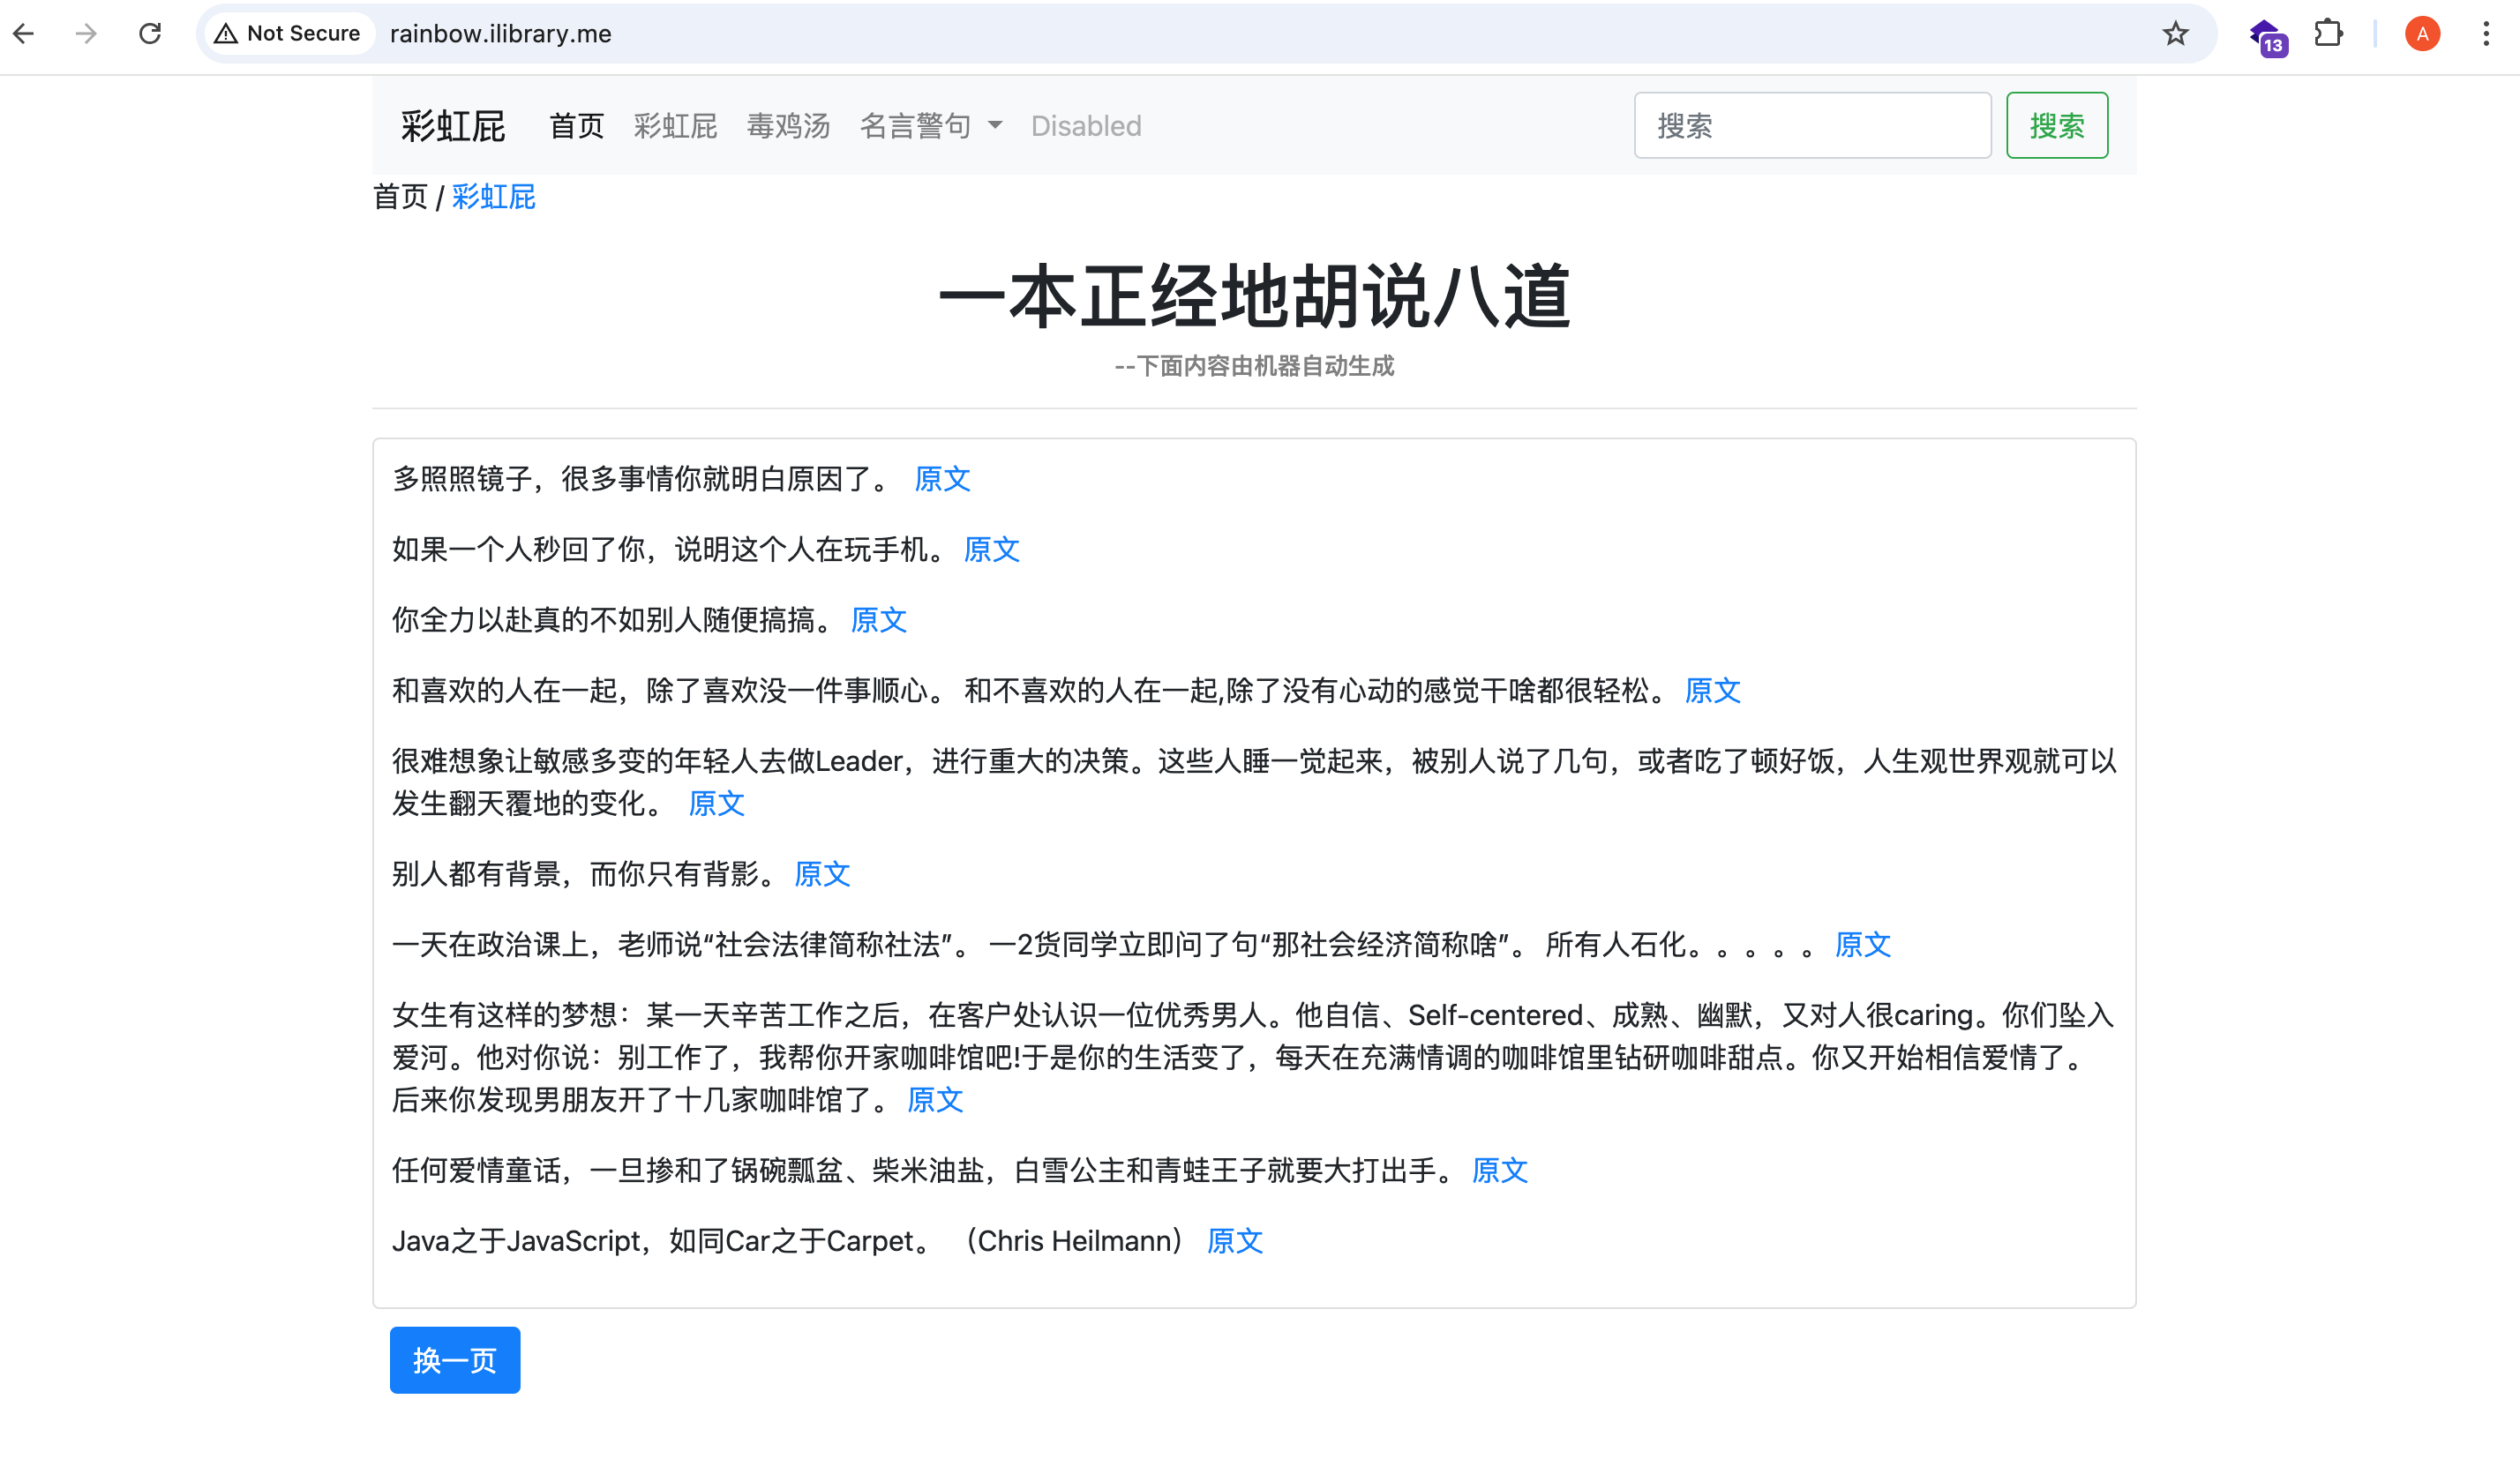 Not Secure rainbow.ilibrary.me
13
A
彩虹屁 首页 彩虹屁 毒鸡汤 名言警句 Disabled 搜索 搜索
首页 / 彩虹屁
一本正经地胡说八道
--下面内容由机器自动生成
多照照镜子，很多事情你就明白原因了。 原文
如果一个人秒回了你，说明这个人在玩手机。 原文
你全力以赴真的不如别人随便搞搞。 原文
和喜欢的人在一起，除了喜欢没一件事顺心。 和不喜欢的人在一起,除了没有心动的感觉干啥都很轻松。 原文
很难想象让敏感多变的年轻人去做Leader，进行重大的决策。这些人睡一觉起来，被别人说了几句，或者吃了顿好饭，人生观世界观就可以
发生翻天覆地的变化。 原文
别人都有背景，而你只有背影。 原文
一天在政治课上，老师说“社会法律简称社法”。 一2货同学立即问了句“那社会经济简称啥”。 所有人石化。。。。。 原文
女生有这样的梦想：某一天辛苦工作之后，在客户处认识一位优秀男人。他自信、Self-centered、成熟、幽默，又对人很caring。你们坠入
爱河。他对你说：别工作了，我帮你开家咖啡馆吧!于是你的生活变了，每天在充满情调的咖啡馆里钻研咖啡甜点。你又开始相信爱情了。
后来你发现男朋友开了十几家咖啡馆了。 原文
任何爱情童话，一旦掺和了锅碗瓢盆、柴米油盐，白雪公主和青蛙王子就要大打出手。 原文
Java之于JavaScript，如同Car之于Carpet。 （Chris Heilmann） 原文
换一页